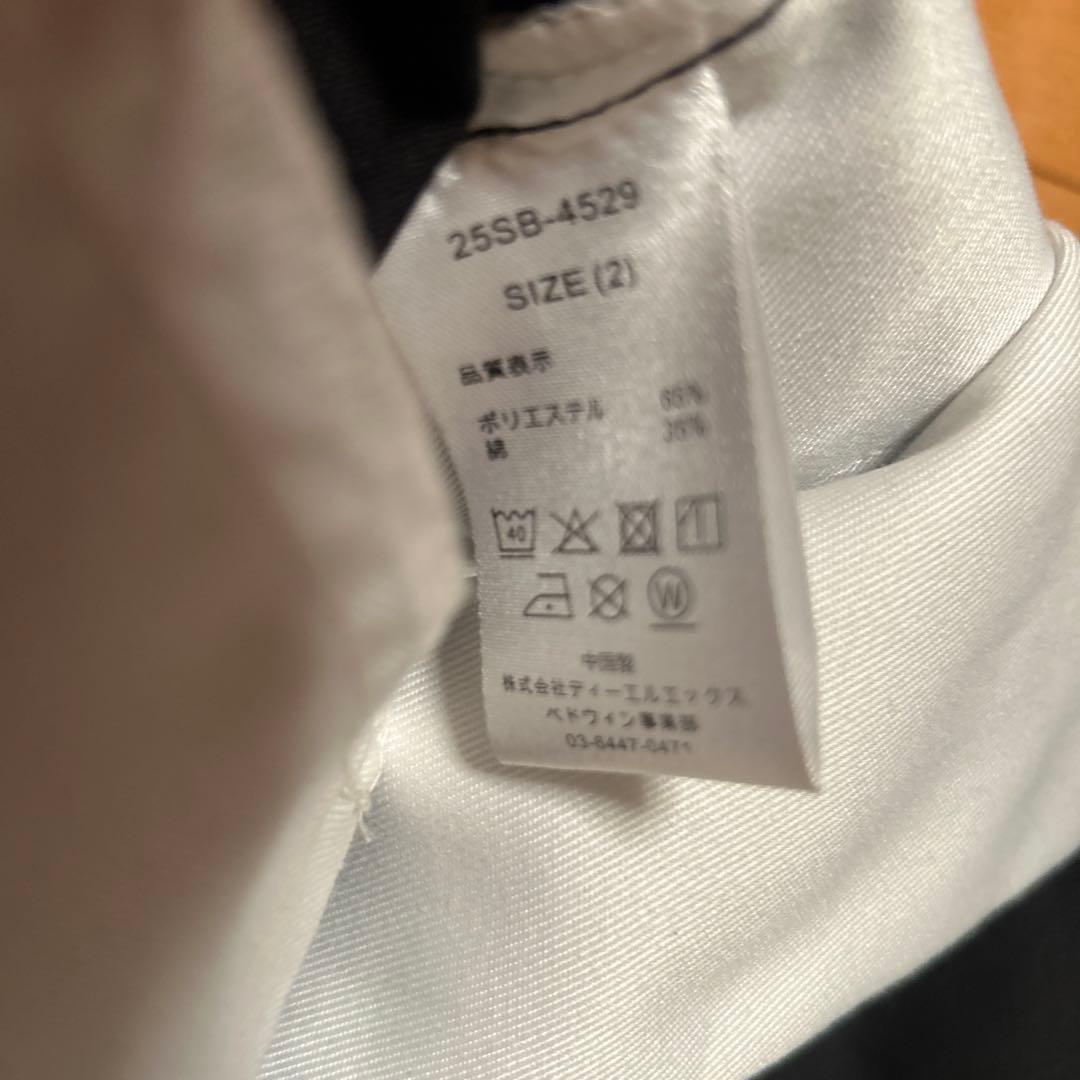 25SB-4529
SIZE (2)
品質表示
ポリエステル 65%
綿 35%
40
W
中国製
株式会社ディーエルエックス
ベドウィン事業部
03-6447-0471